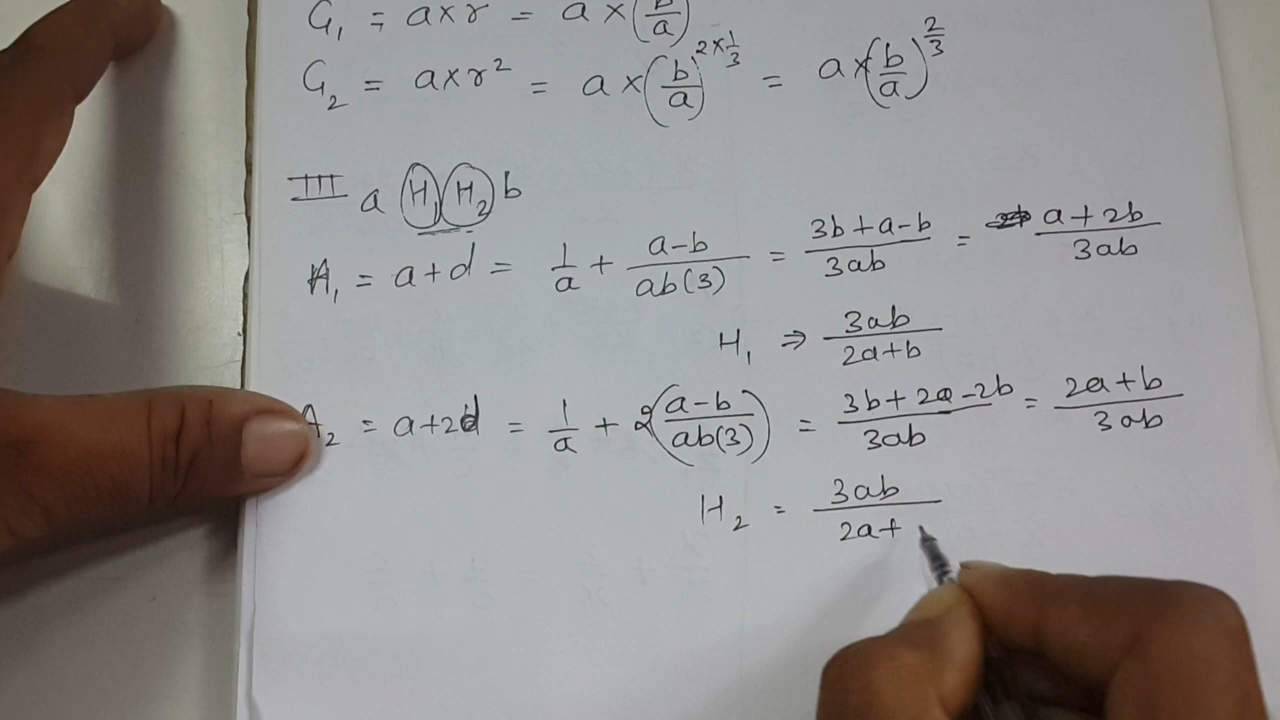 G₁ = a×r = a×(b/a)
G₂ = a×r² = a×(b/a)^(2×1/3) = a×(b/a)^(2/3)
III a H₁ H₂ b
A₁ = a+d = 1/a + (a-b)/(ab(3)) = (3b+a-b)/(3ab) = (a+2b)/(3ab)
H₁ ⇒ 3ab/(2a+b)
A₂ = a+2d = 1/a + 2((a-b)/(ab(3))) = (3b+2a-2b)/(3ab) = (2a+b)/(3ab)
H₂ = 3ab/(2a+